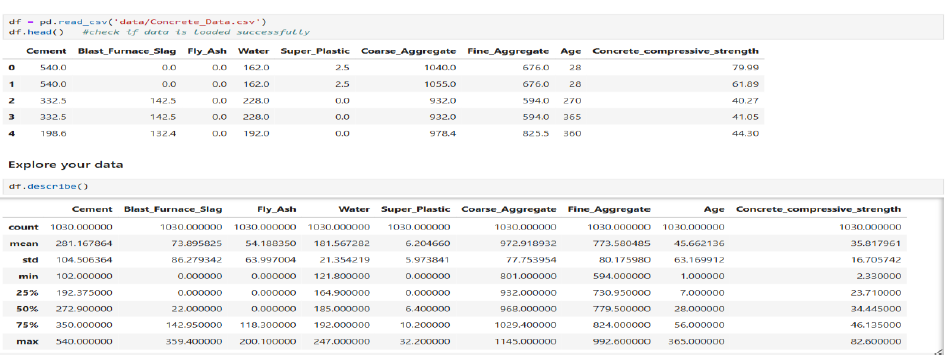 df = pd.read_csv('data/Concrete_Data.csv')
df.head() #check if data is loaded successfully
Cement Blast_Furnace_Slag Fly_Ash Water Super_Plastic Coarse_Aggregate Fine_Aggregate Age Concrete_compressive_strength
0 540.0 0.0 0.0 162.0 2.5 1040.0 676.0 28 79.99
1 540.0 0.0 0.0 162.0 2.5 1055.0 676.0 28 61.89
2 332.5 142.5 0.0 228.0 0.0 932.0 594.0 270 40.27
3 332.5 142.5 0.0 228.0 0.0 932.0 594.0 365 41.05
4 198.6 132.4 0.0 192.0 0.0 978.4 825.5 360 44.30
Explore your data
df.describe()
Cement Blast_Furnace_Slag Fly_Ash Water Super_Plastic Coarse_Aggregate Fine_Aggregate Age Concrete_compressive_strength
count 1030.000000 1030.000000 1030.000000 1030.000000 1030.000000 1030.000000 1030.000000 1030.000000 1030.000000
mean 281.167864 73.895825 54.188350 181.567282 6.204660 972.918932 773.580485 45.662136 35.817961
std 104.506364 86.279342 63.997004 21.354219 5.973841 77.753954 80.175980 63.169912 16.705742
min 102.000000 0.000000 0.000000 121.800000 0.000000 801.000000 594.000000 1.000000 2.330000
25% 192.375000 0.000000 0.000000 164.900000 0.000000 932.000000 730.950000 7.000000 23.710000
50% 272.900000 22.000000 0.000000 185.000000 6.400000 968.000000 779.500000 28.000000 34.445000
75% 350.000000 142.950000 118.300000 192.000000 10.200000 1029.400000 824.000000 56.000000 46.135000
max 540.000000 359.400000 200.100000 247.000000 32.200000 1145.000000 992.600000 365.000000 82.600000